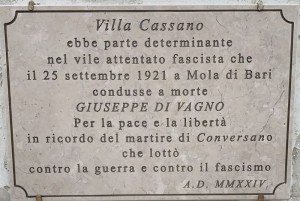 Villa Cassano
ebbe parte determinante
nel vile attentato fascista che
il 25 settembre 1921 a Mola di Bari
condusse a morte
GIUSEPPE DI VAGNO
Per la pace e la libertà
in ricordo del martire di Conversano
che lottò
contro la guerra e contro il fascismo
A.D. MMXXIV